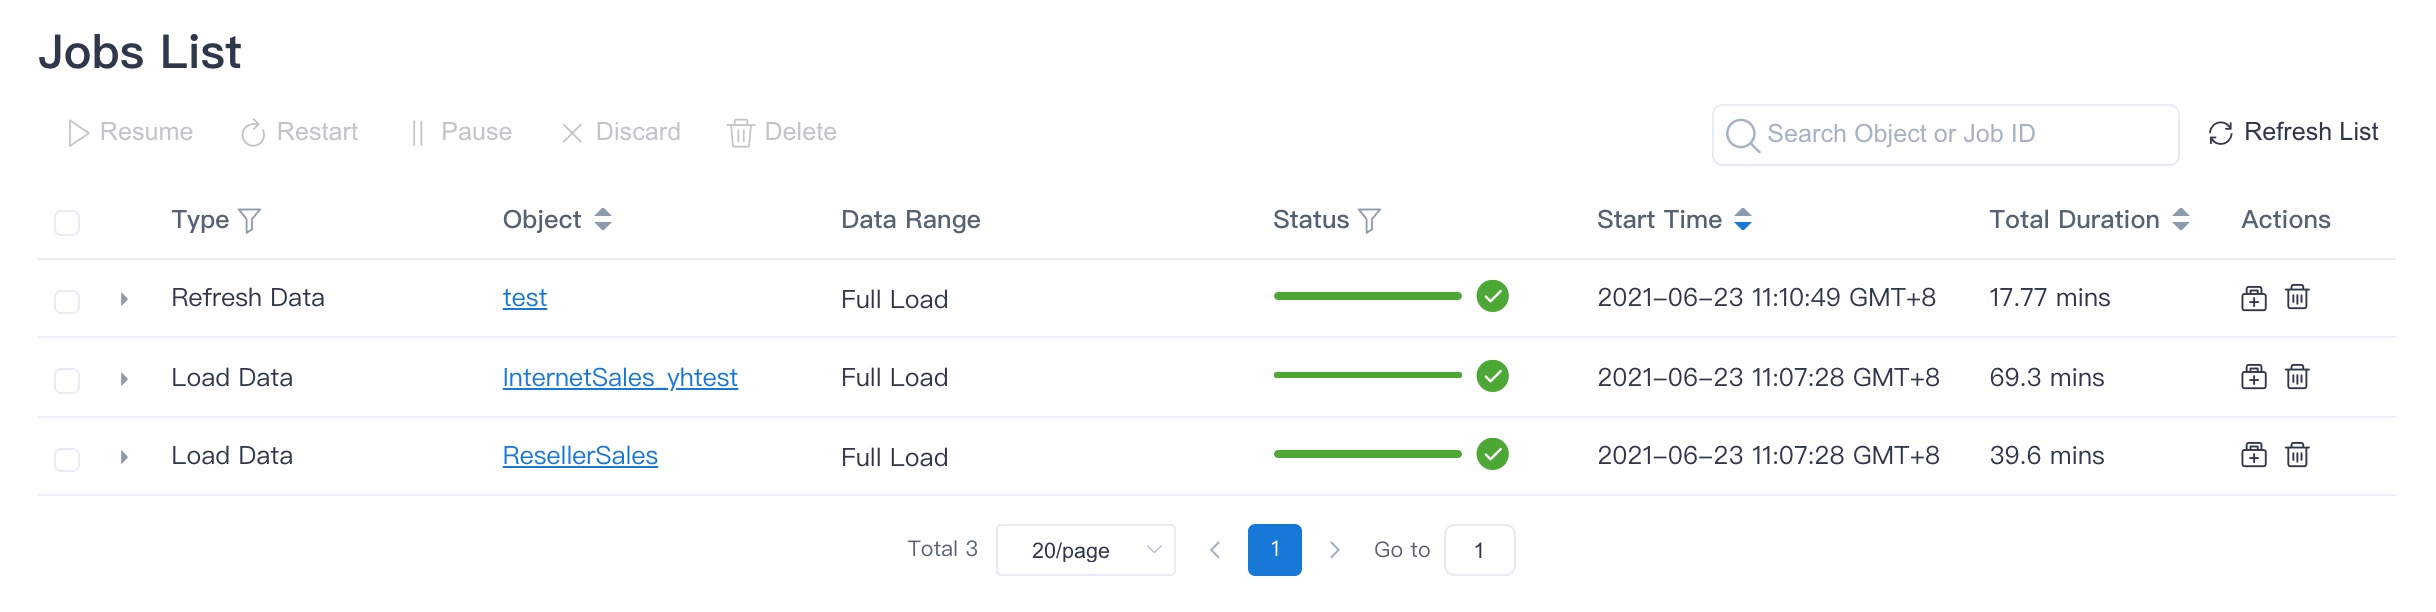 Jobs List
Resume Restart Pause Discard Delete Search Object or Job ID Refresh List
Type Object Data Range Status Start Time Total Duration Actions
Refresh Data test Full Load 2021-06-23 11:10:49 GMT+8 17.77 mins
Load Data InternetSales_yhtest Full Load 2021-06-23 11:07:28 GMT+8 69.3 mins
Load Data ResellerSales Full Load 2021-06-23 11:07:28 GMT+8 39.6 mins
Total 3 20/page 1 Go to 1